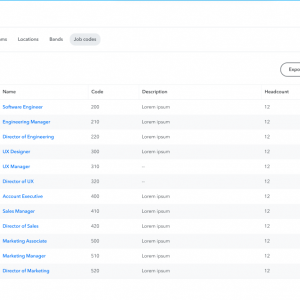 Locations Bands Job codes
Name Code Description Headcount
Software Engineer 200 Lorem ipsum 12
Engineering Manager 210 Lorem ipsum 12
Director of Engineering 220 Lorem ipsum 12
UX Designer 300 Lorem ipsum 12
UX Manager 310 -- 12
Director of UX 320 -- 12
Account Executive 400 Lorem ipsum 12
Sales Manager 410 Lorem ipsum 12
Director of Sales 420 Lorem ipsum 12
Marketing Associate 500 Lorem ipsum 12
Marketing Manager 510 Lorem ipsum 12
Director of Marketing 520 Lorem ipsum 12